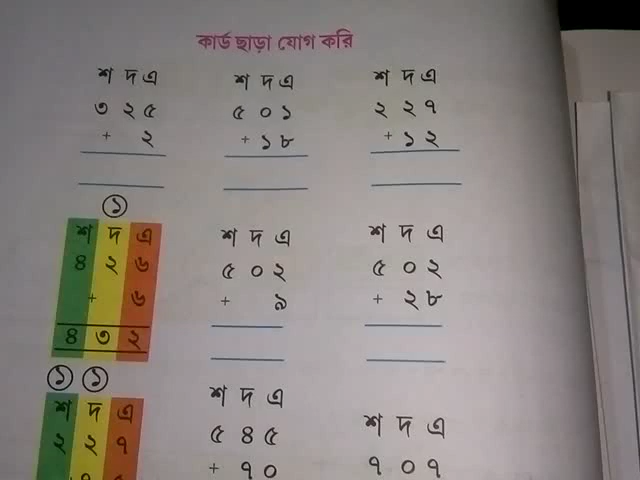 কার্ড ছাড়া যোগ করি
শ দ এ শ দ এ শ দ এ
৩ ২ ৫ ৫ ০ ১ ২ ২ ৭
+ ২ + ১ ৮ + ১ ২
১
শ দ এ শ দ এ শ দ এ
৪ ২ ৬ ৫ ০ ২ ৫ ০ ২
+ ৬ + ৯ + ২ ৮
৪ ৩ ২
১ ১
শ দ এ শ দ এ শ দ এ
২ ২ ৭ ৫ ৪ ৫ ৭ ০ ৭
+ ৭ ০